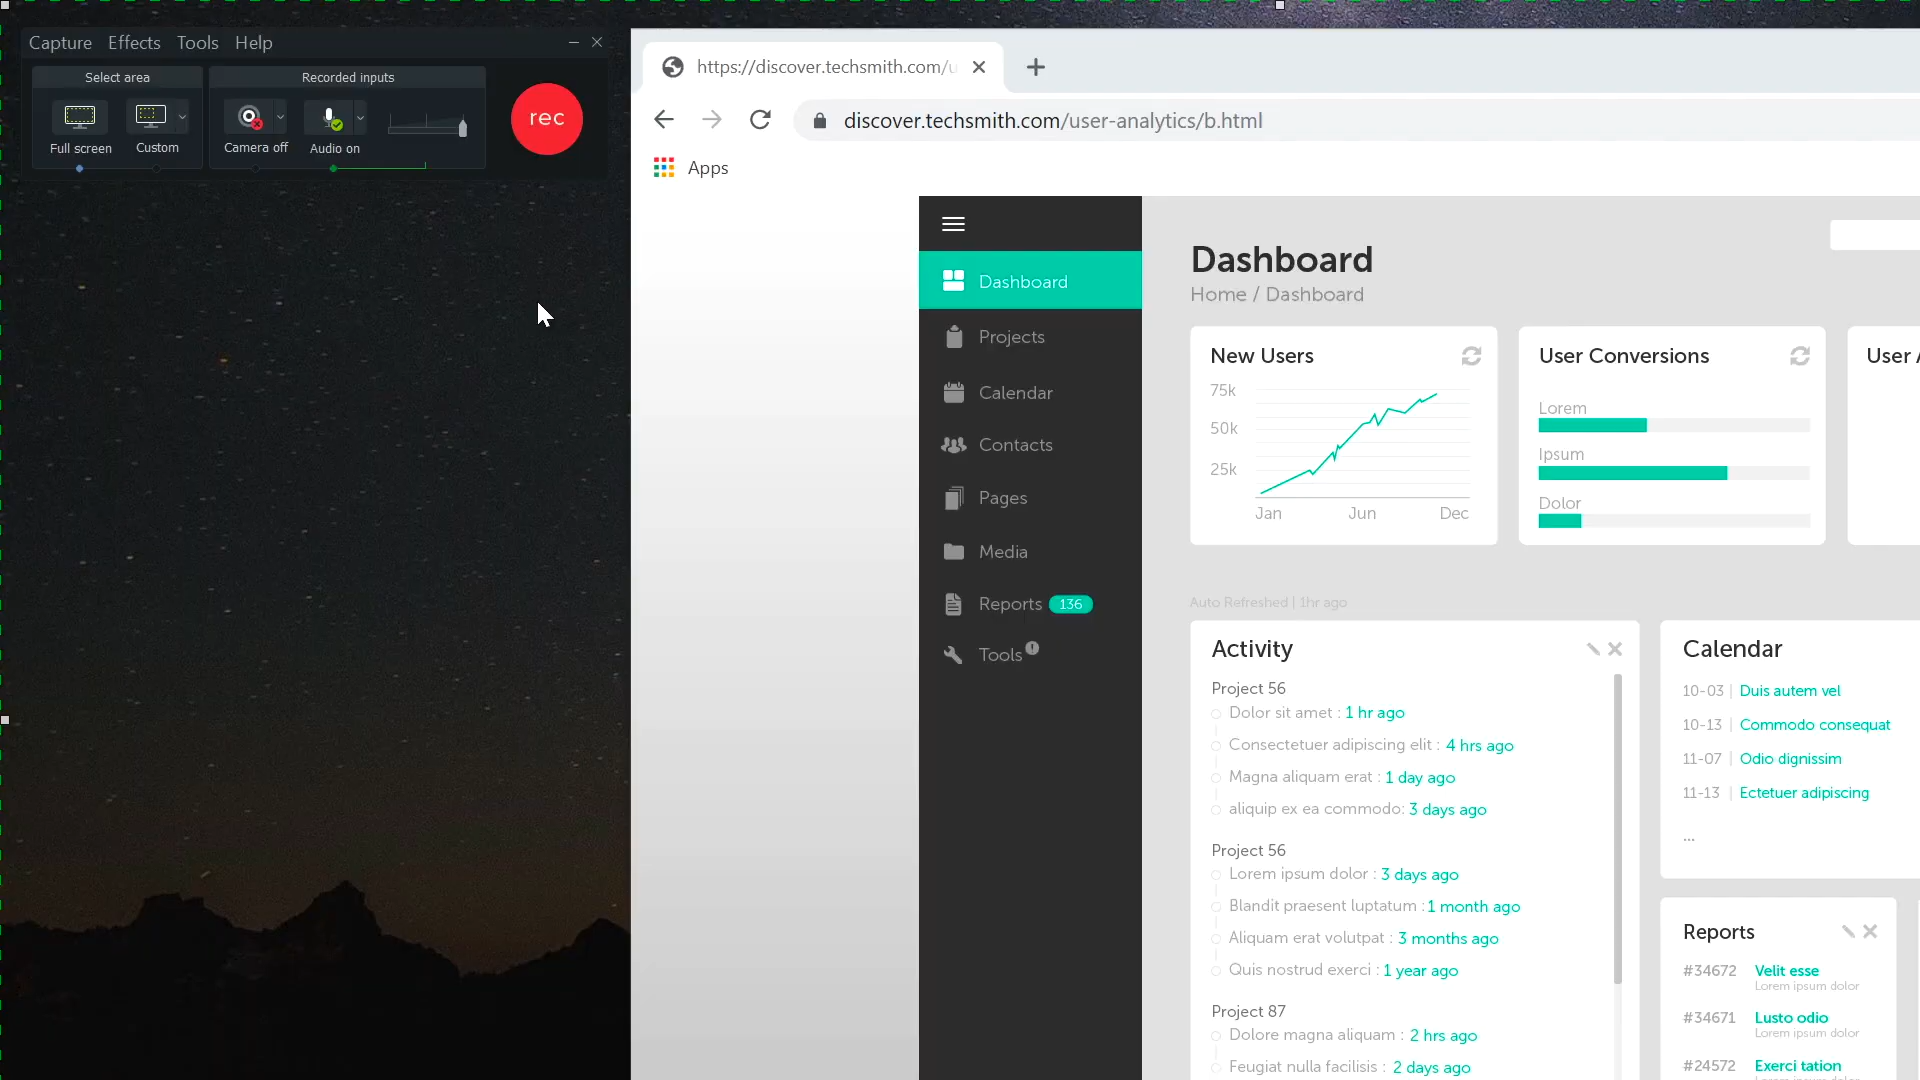 Capture Effects Tools Help
Select area
Recorded inputs
Full screen
Custom
Camera off
Audio on
rec
https://discover.techsmith.com/u
discover.techsmith.com/user-analytics/b.html
Apps
Dashboard
Projects
Calendar
Contacts
Pages
Media
Reports 136
Tools
Dashboard
Home / Dashboard
New Users
75k
50k
25k
Jan Jun Dec
User Conversions
Lorem
Ipsum
Dolor
User
Auto Refreshed | 1hr ago
Activity
Project 56
Dolor sit amet : 1 hr ago
Consectetuer adipiscing elit : 4 hrs ago
Magna aliquam erat : 1 day ago
aliquip ex ea commodo: 3 days ago
Project 56
Lorem ipsum dolor : 3 days ago
Blandit praesent luptatum : 1 month ago
Aliquam erat volutpat : 3 months ago
Quis nostrud exerci : 1 year ago
Project 87
Dolore magna aliquam : 2 hrs ago
Feugiat nulla facilisis : 2 days ago
Calendar
10-03 | Duis autem vel
10-13 | Commodo consequat
11-07 | Odio dignissim
11-13 | Ectetuer adipiscing
...
Reports
#34672 Velit esse
Lorem ipsum dolor
#34671 Lusto odio
Lorem ipsum dolor
#24572 Exerci tation